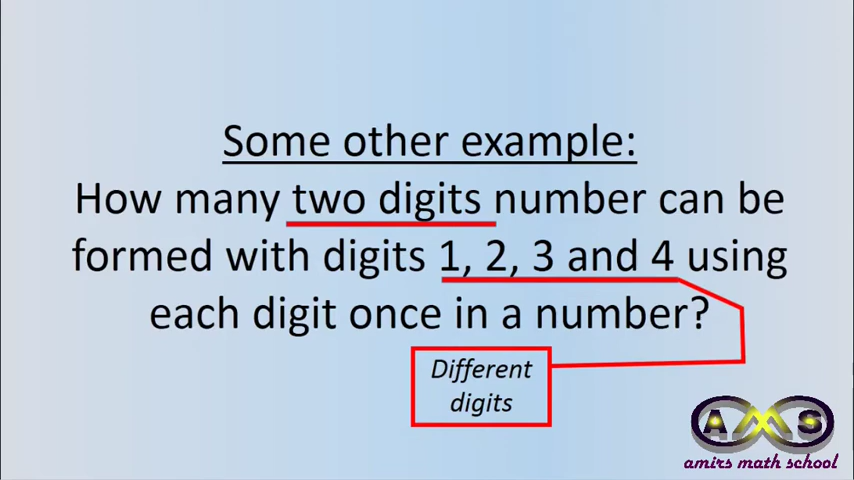 Some other example:
How many two digits number can be
formed with digits 1, 2, 3 and 4 using
each digit once in a number?
Different
digits
AMS
amirs math school